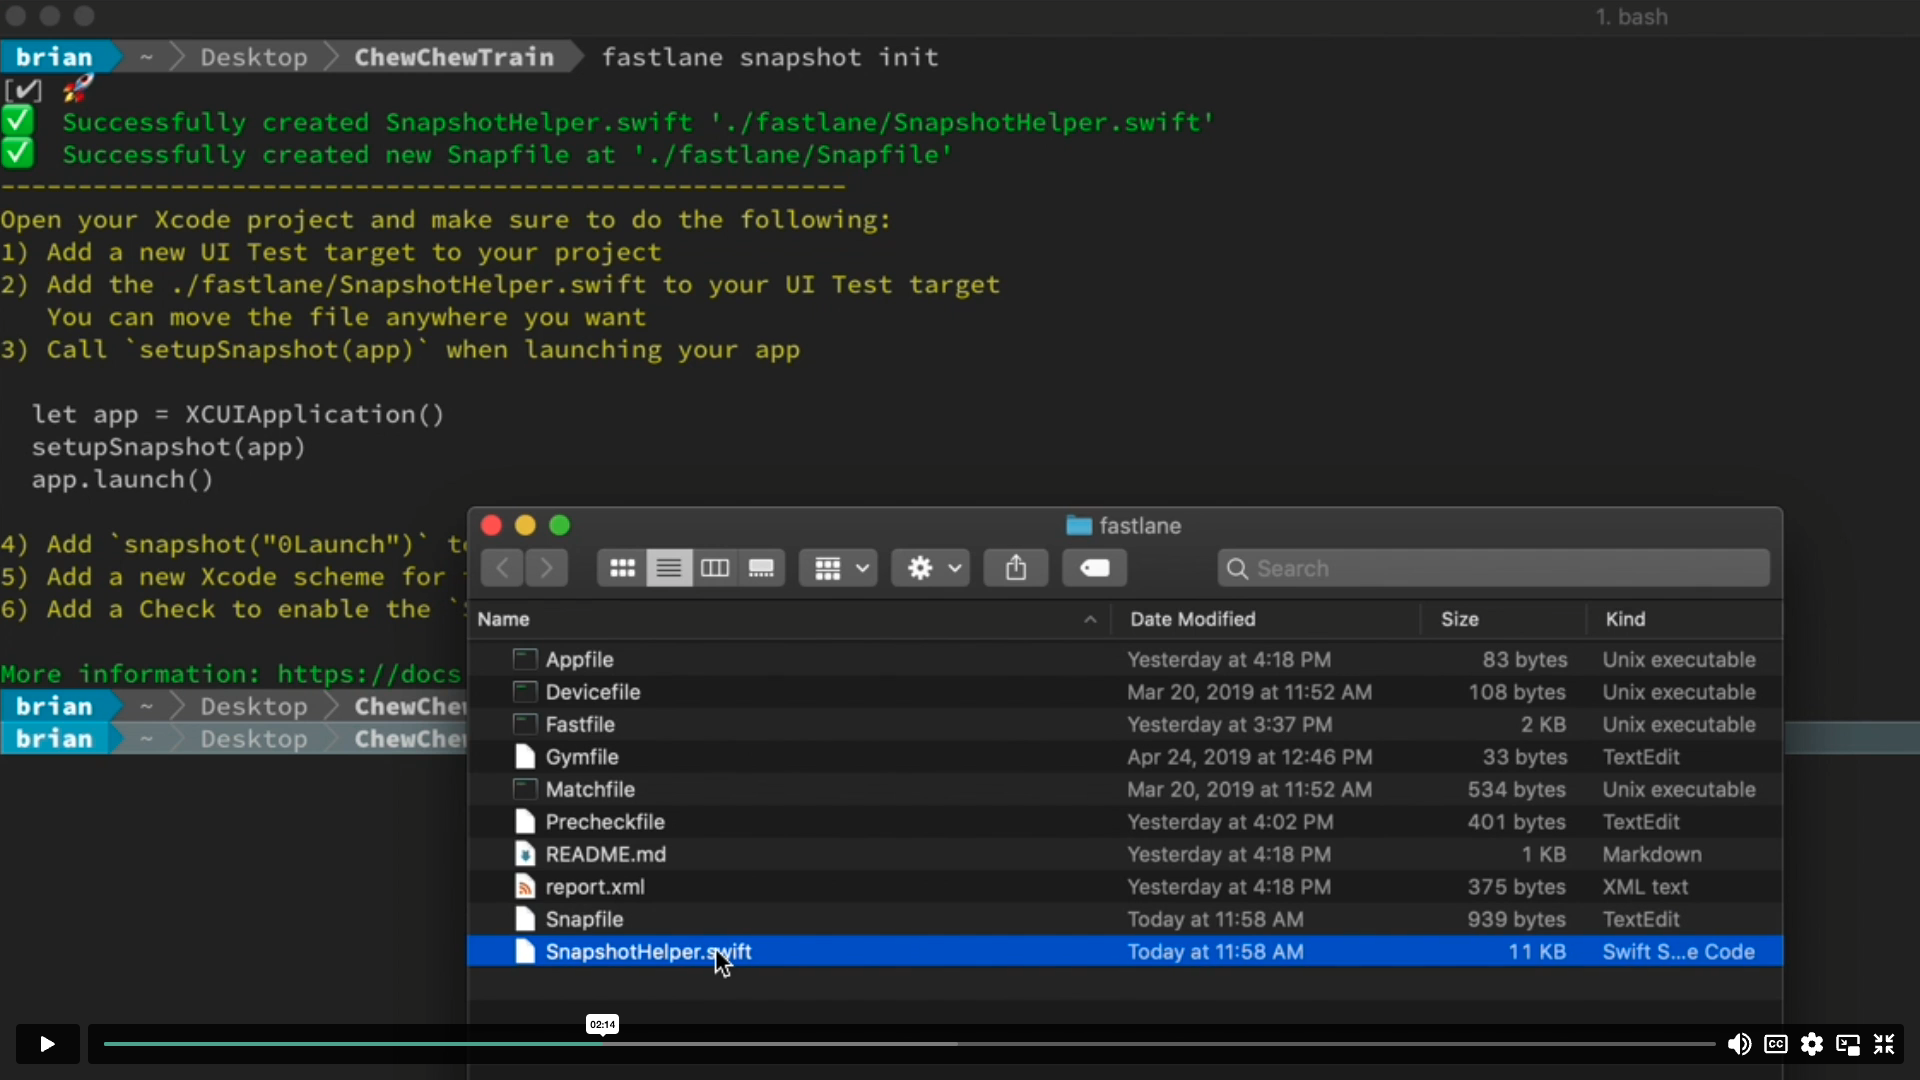 1. bash
brian ~ Desktop ChewChewTrain fastlane snapshot init
[✔] 🚀
✅ Successfully created SnapshotHelper.swift './fastlane/SnapshotHelper.swift'
✅ Successfully created new Snapfile at './fastlane/Snapfile'
-------------------------------------------------------
Open your Xcode project and make sure to do the following:
1) Add a new UI Test target to your project
2) Add the ./fastlane/SnapshotHelper.swift to your UI Test target
You can move the file anywhere you want
3) Call `setupSnapshot(app)` when launching your app
let app = XCUIApplication()
setupSnapshot(app)
app.launch()
4) Add `snapshot("0Launch")`
5) Add a new Xcode scheme for
6) Add a Check to enable the
More information: https://docs
brian ~ Desktop
brian ~ Desktop
fastlane
Search
Name Date Modified Size Kind
Appfile Yesterday at 4:18 PM 83 bytes Unix executable
Devicefile Mar 20, 2019 at 11:52 AM 108 bytes Unix executable
Fastfile Yesterday at 3:37 PM 2 KB Unix executable
Gymfile Apr 24, 2019 at 12:46 PM 33 bytes TextEdit
Matchfile Mar 20, 2019 at 11:52 AM 534 bytes Unix executable
Precheckfile Yesterday at 4:02 PM 401 bytes TextEdit
README.md Yesterday at 4:18 PM 1 KB Markdown
report.xml Yesterday at 4:18 PM 375 bytes XML text
Snapfile Today at 11:58 AM 939 bytes TextEdit
SnapshotHelper.swift Today at 11:58 AM 11 KB Swift S...e Code
02:14
CC